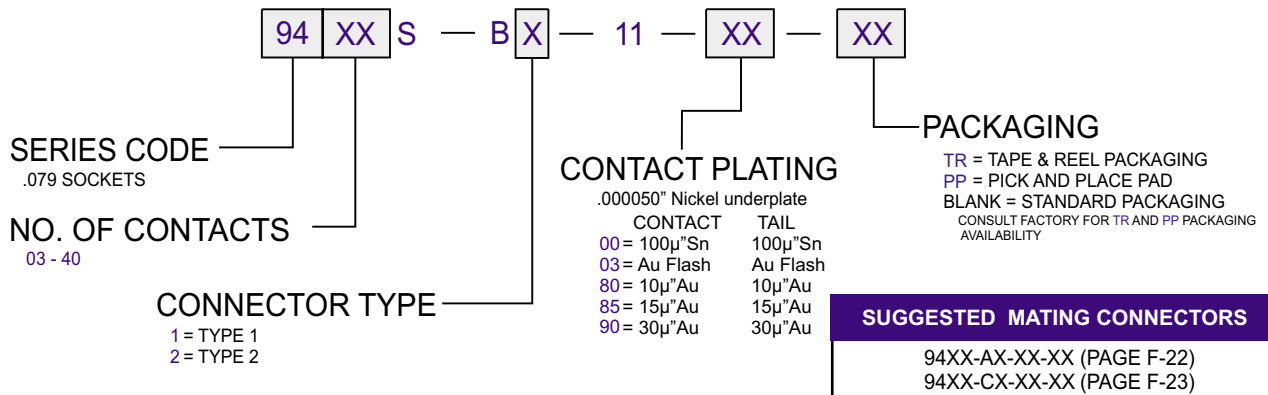 94 XX S — B X — 11 — XX — XX
SERIES CODE
.079 SOCKETS
NO. OF CONTACTS
03 - 40
CONNECTOR TYPE
1 = TYPE 1
2 = TYPE 2
CONTACT PLATING
.000050” Nickel underplate
CONTACT TAIL
00 = 100µ”Sn 100µ”Sn
03 = Au Flash Au Flash
80 = 10µ”Au 10µ”Au
85 = 15µ”Au 15µ”Au
90 = 30µ”Au 30µ”Au
PACKAGING
TR = TAPE & REEL PACKAGING
PP = PICK AND PLACE PAD
BLANK = STANDARD PACKAGING
CONSULT FACTORY FOR TR AND PP PACKAGING
AVAILABILITY
SUGGESTED MATING CONNECTORS
94XX-AX-XX-XX (PAGE F-22)
94XX-CX-XX-XX (PAGE F-23)